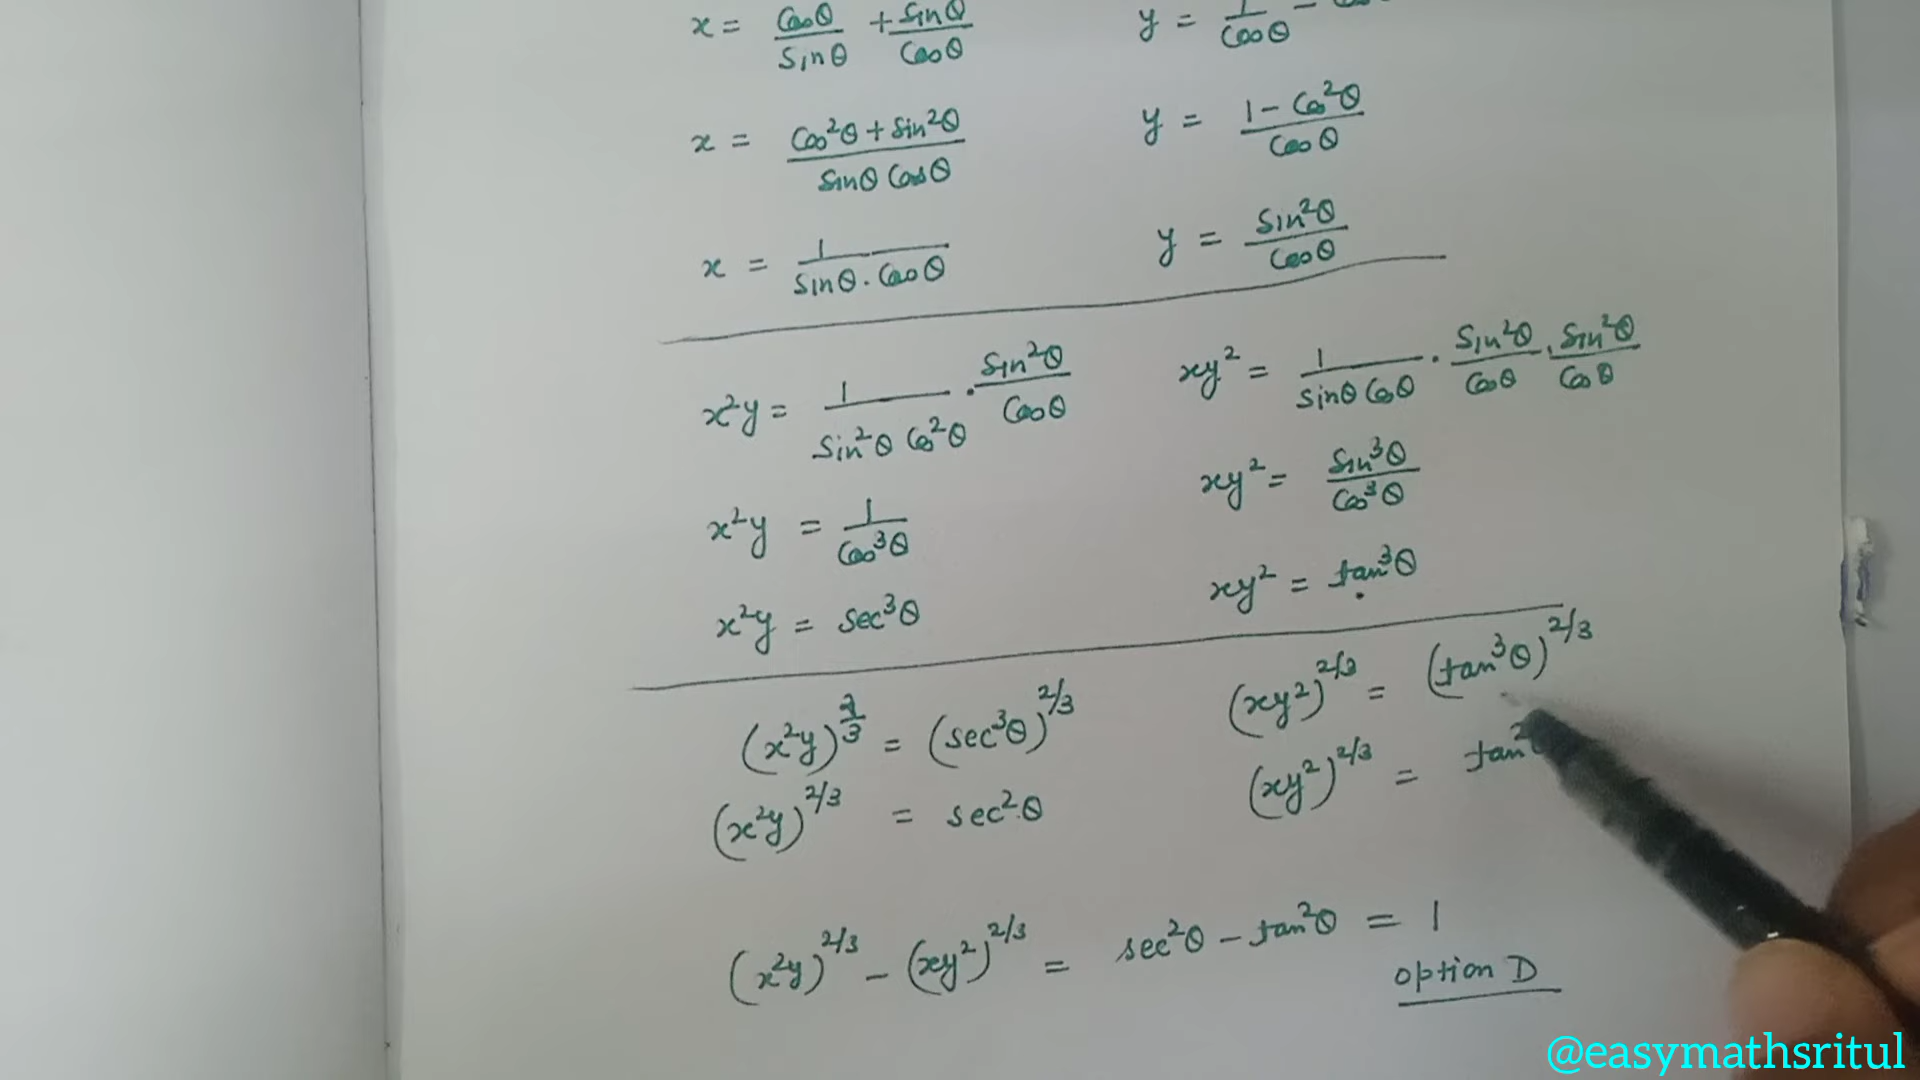 x = Cosθ/Sinθ + Sinθ/Cosθ
y = 1/Cosθ -
x = (Cos²θ + Sin²θ)/(Sinθ Cosθ)
y = (1 - Cos²θ)/Cosθ
x = 1/(Sinθ . Cosθ)
y = Sin²θ/Cosθ
x²y = 1/(Sin²θ Cos²θ) . Sin²θ/Cosθ
xy² = 1/(Sinθ Cosθ) . Sin²θ/Cosθ . Sin²θ/Cosθ
x²y = 1/Cos³θ
xy² = Sin³θ/Cos³θ
x²y = sec³θ
xy² = tan³θ
(x²y)^2/3 = (sec³θ)^2/3
(xy²)^2/3 = (tan³θ)^2/3
(x²y)^2/3 = sec²θ
(xy²)^2/3 = tan²
(x²y)^2/3 - (xy²)^2/3 = sec²θ - tan²θ = 1
option D
@easymathsritul